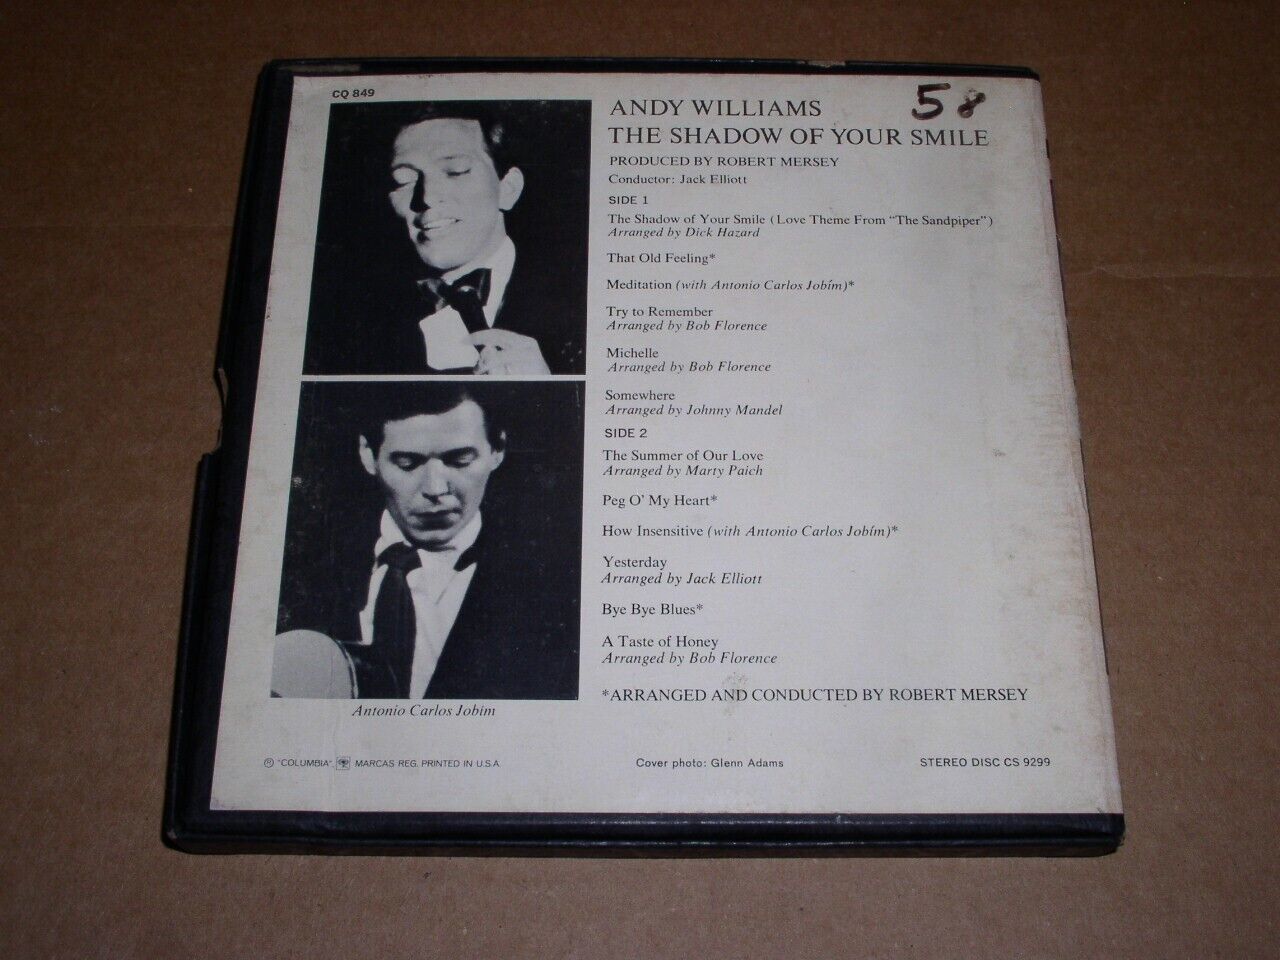 CQ 849
ANDY WILLIAMS
58
THE SHADOW OF YOUR SMILE
PRODUCED BY ROBERT MERSEY
Conductor: Jack Elliott
SIDE 1
The Shadow of Your Smile (Love Theme From "The Sandpiper")
Arranged by Dick Hazard
That Old Feeling*
Meditation (with Antonio Carlos Jobím)*
Try to Remember
Arranged by Bob Florence
Michelle
Arranged by Bob Florence
Somewhere
Arranged by Johnny Mandel
SIDE 2
The Summer of Our Love
Arranged by Marty Paich
Peg O' My Heart*
How Insensitive (with Antonio Carlos Jobím)*
Yesterday
Arranged by Jack Elliott
Bye Bye Blues*
A Taste of Honey
Arranged by Bob Florence
*ARRANGED AND CONDUCTED BY ROBERT MERSEY
Antonio Carlos Jobím
® "COLUMBIA", MARCAS REG. PRINTED IN U.S.A.
Cover photo: Glenn Adams
STEREO DISC CS 9299